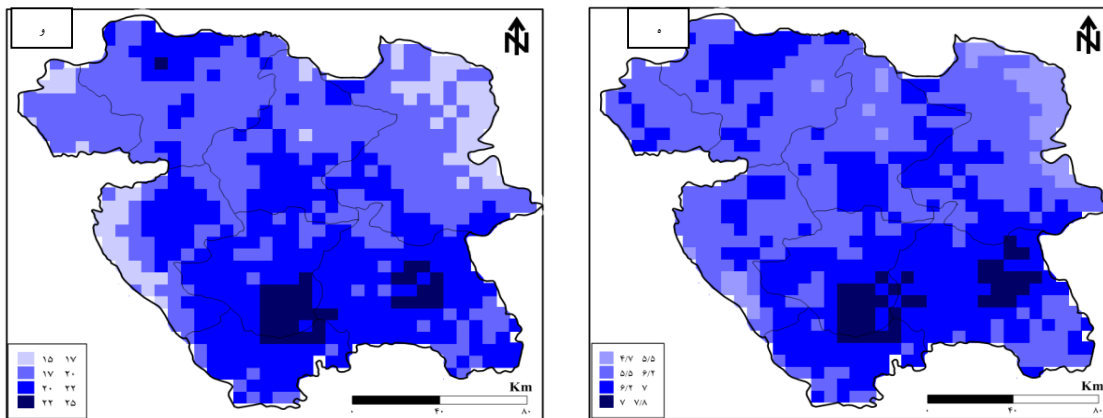 و
N
۱۵ ۱۷
۱۷ ۲۰
۲۰ ۲۲
۲۲ ۲۵
Km
۰ ۴۰ ۸۰
ه
N
۴/۷ ۵/۵
۵/۵ ۶/۲
۶/۲ ۷
۷ ۷/۸
Km
۰ ۴۰ ۸۰